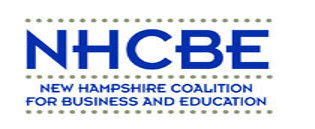 NHCBE
NEW HAMPSHIRE COALITION
FOR BUSINESS AND EDUCATION